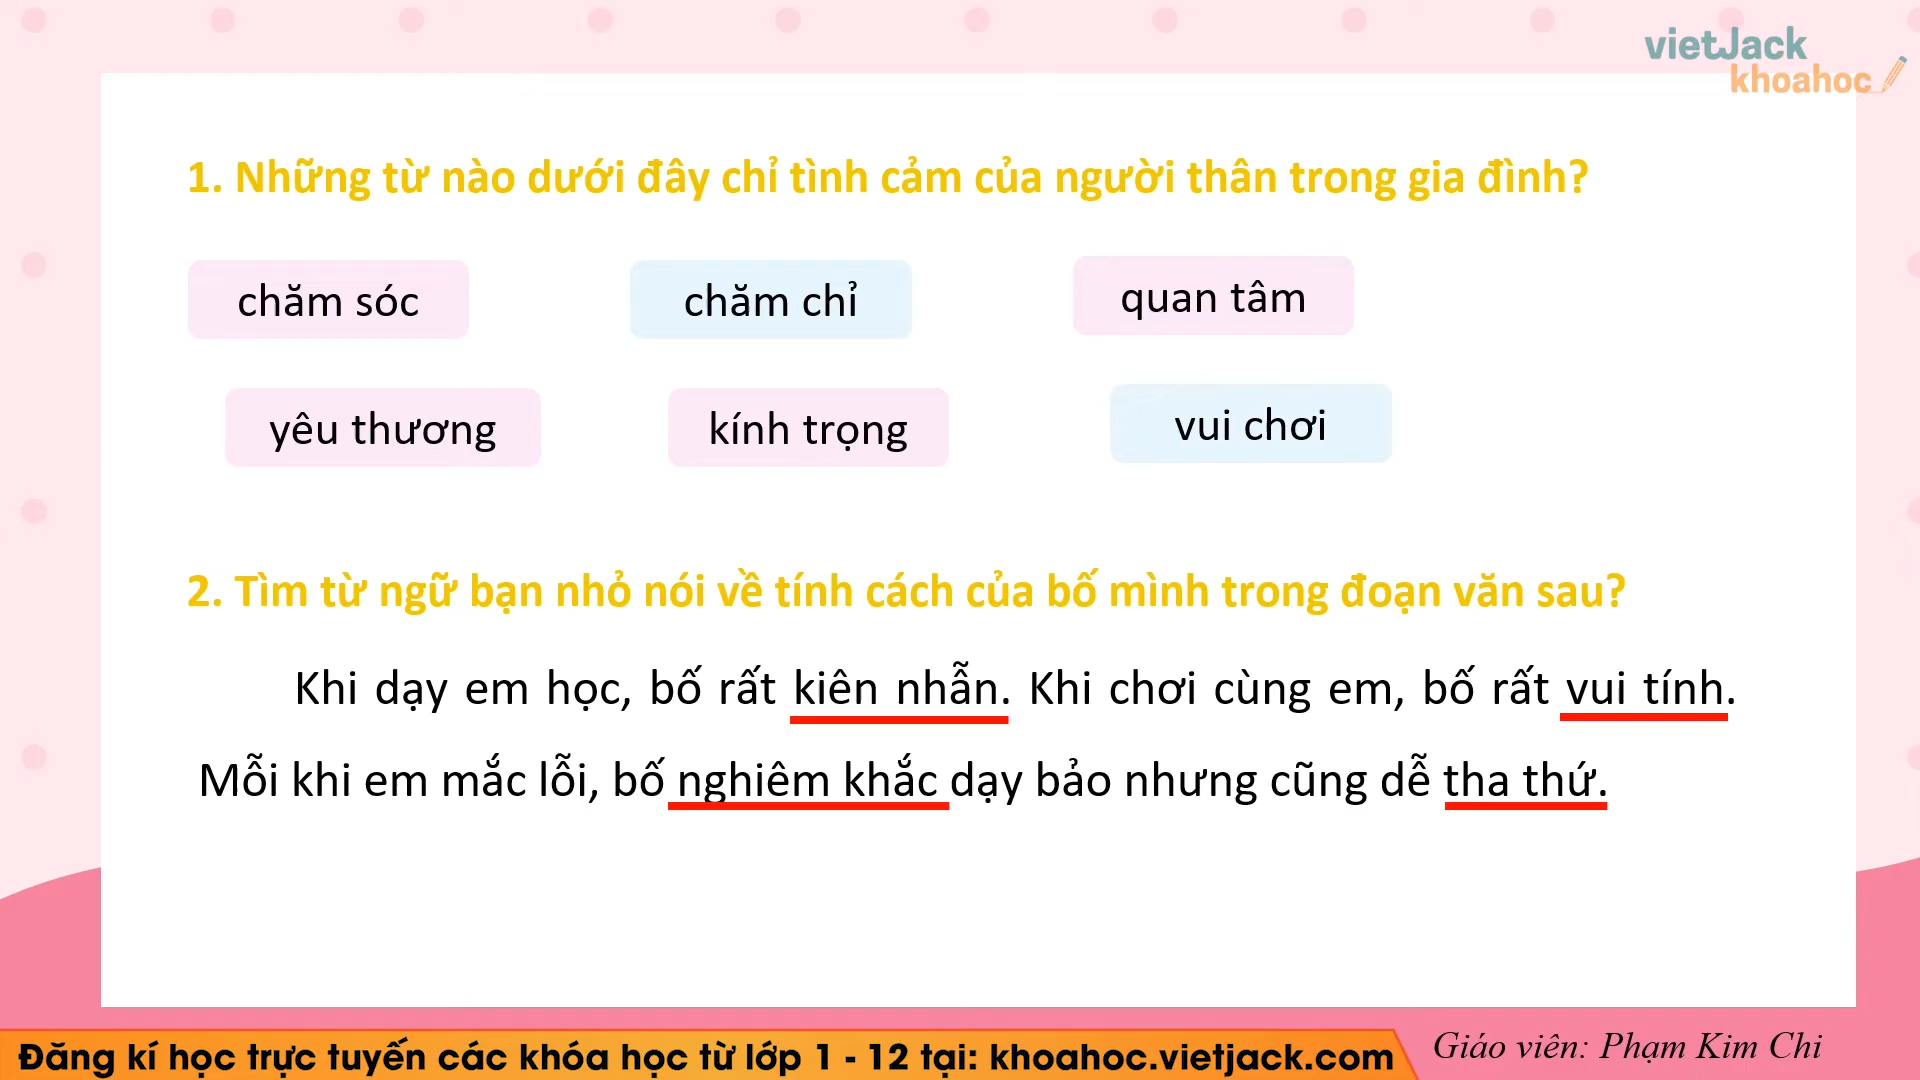 vietJack
khoahoc
1. Những từ nào dưới đây chỉ tình cảm của người thân trong gia đình?
chăm sóc
chăm chỉ
quan tâm
yêu thương
kính trọng
vui chơi
2. Tìm từ ngữ bạn nhỏ nói về tính cách của bố mình trong đoạn văn sau?
Khi dạy em học, bố rất kiên nhẫn. Khi chơi cùng em, bố rất vui tính.
Mỗi khi em mắc lỗi, bố nghiêm khắc dạy bảo nhưng cũng dễ tha thứ.
Đăng kí học trực tuyến các khóa học từ lớp 1 - 12 tại: khoahoc.vietjack.com
Giáo viên: Phạm Kim Chi